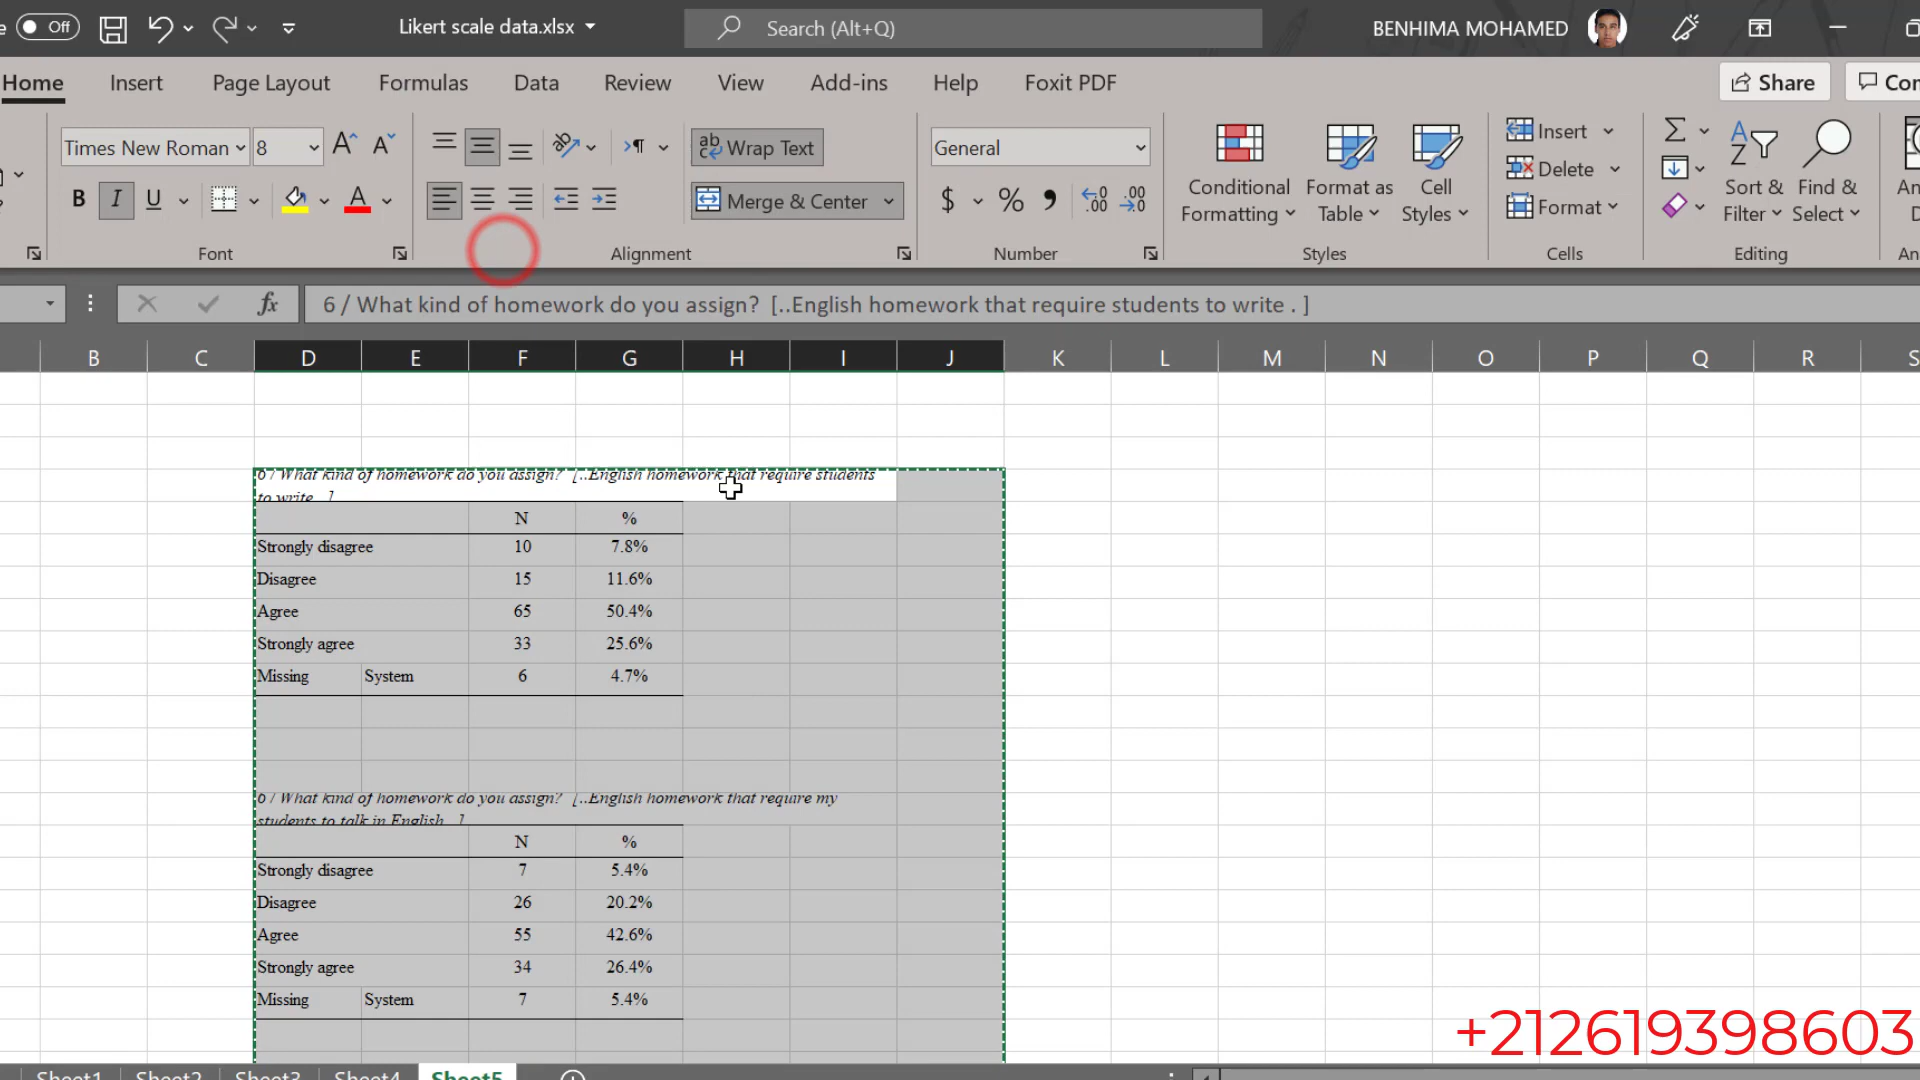 Off
Likert scale data.xlsx
Search (Alt+Q)
BENHIMA MOHAMED
Home Insert Page Layout Formulas Data Review View Add-ins Help Foxit PDF
Share
Times New Roman 8
Wrap Text
General
Merge & Center
Conditional Formatting
Format as Table
Cell Styles
Insert
Delete
Format
Sort & Filter
Find & Select
Font Alignment Number Styles Cells Editing
6 / What kind of homework do you assign? [..English homework that require students to write . ]
B C D E F G H I J K L M N O P Q R S
6 / What kind of homework do you assign? [..English homework that require students
to write . ]
N %
Strongly disagree 10 7.8%
Disagree 15 11.6%
Agree 65 50.4%
Strongly agree 33 25.6%
Missing System 6 4.7%
6 / What kind of homework do you assign? [..English homework that require my
students to talk in English . ]
N %
Strongly disagree 7 5.4%
Disagree 26 20.2%
Agree 55 42.6%
Strongly agree 34 26.4%
Missing System 7 5.4%
+212619398603
Sheet1 Sheet2 Sheet3 Sheet4 Sheet5